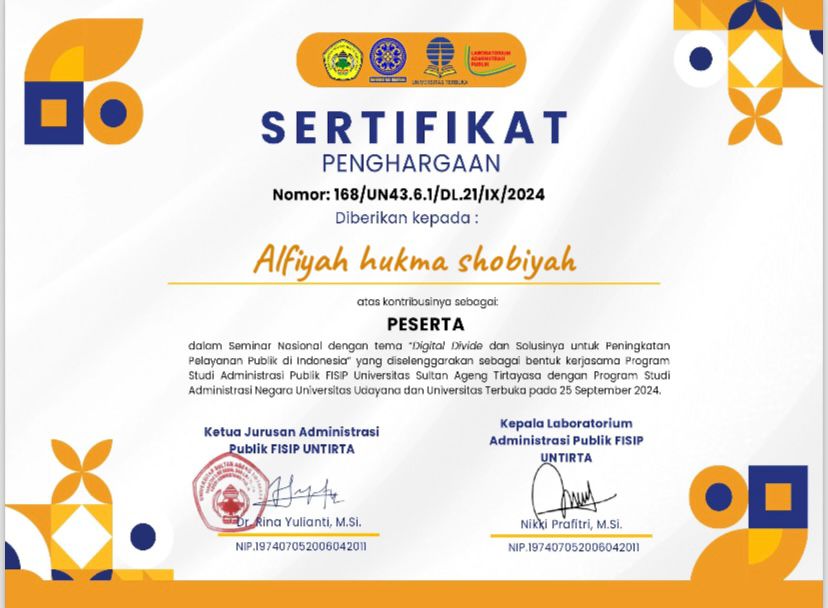 UNIVERSITAS TERBUKA
LABORATORIUM
ADMINISTRASI
PUBLIK
SERTIFIKAT
PENGHARGAAN
Nomor: 168/UN43.6.1/DL.21/IX/2024
Diberikan kepada :
Alfiyah hukma shobiyah
atas kontribusinya sebagai:
PESERTA
dalam Seminar Nasional dengan tema "Digital Divide dan Solusinya untuk Peningkatan
Pelayanan Publik di Indonesia" yang diselenggarakan sebagai bentuk kerjasama Program
Studi Administrasi Publik FISIP Universitas Sultan Ageng Tirtayasa dengan Program Studi
Administrasi Negara Universitas Udayana dan Universitas Terbuka pada 25 September 2024.
Ketua Jurusan Administrasi
Publik FISIP UNTIRTA
Dr. Rina Yulianti, M.Si.
NIP.197407052006042011
Kepala Laboratorium
Administrasi Publik FISIP
UNTIRTA
Nikki Prafitri, M.Si.
NIP.197407052006042011